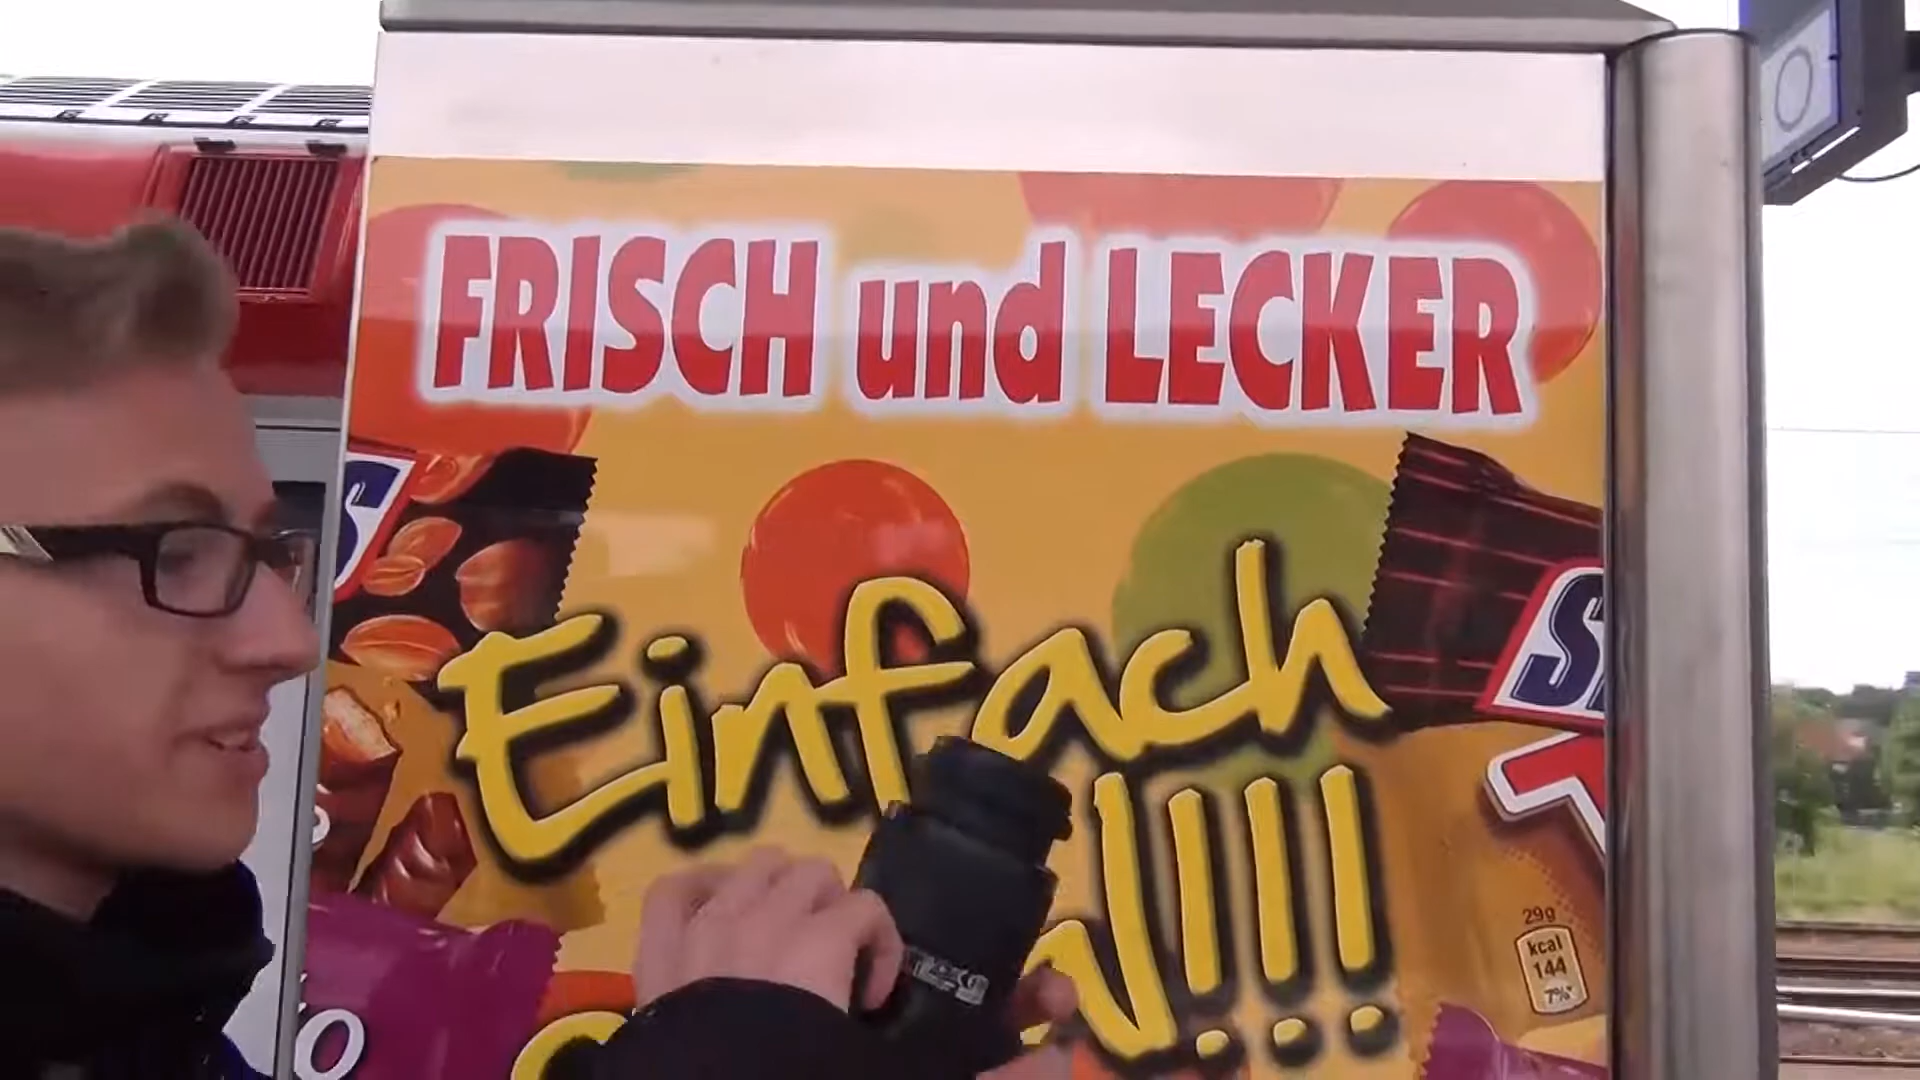 FRISCH und LECKER
Einfach
!!!
29g
kcal
144
7%*